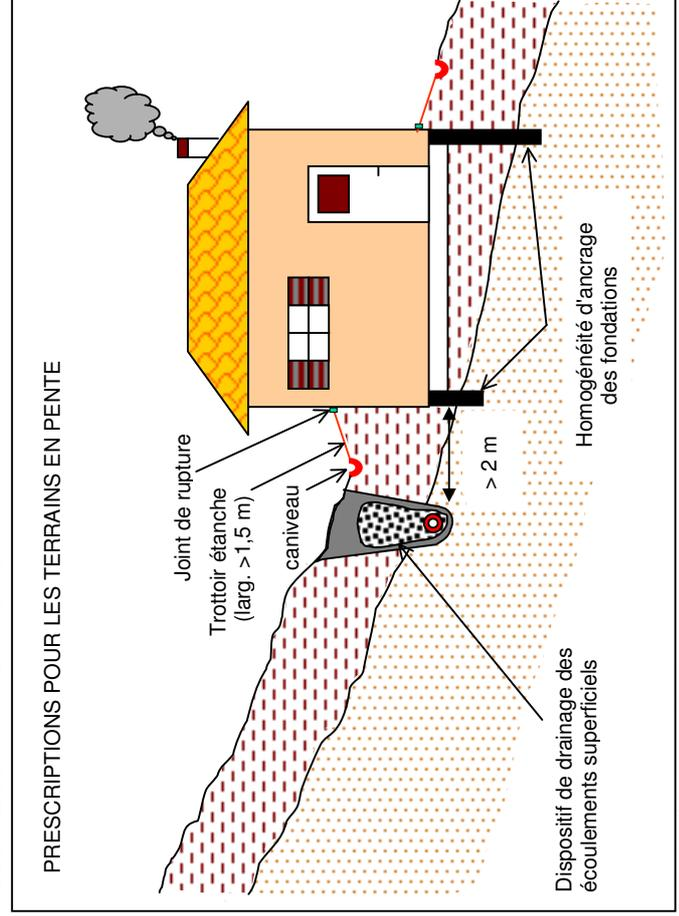 PRESCRIPTIONS POUR LES TERRAINS EN PENTE
Joint de rupture
Trottoir étanche
(larg. >1,5 m)
caniveau
> 2 m
Homogénéité d'ancrage
des fondations
Dispositif de drainage des
écoulements superficiels